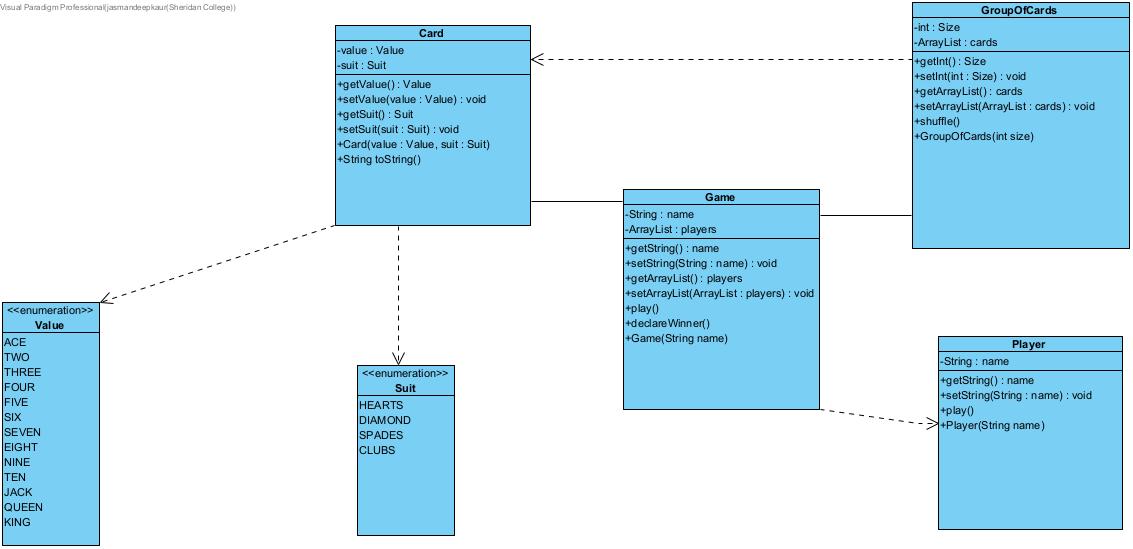 Visual Paradigm Professional(jasmandeepkaur(Sheridan College))
Card
-value : Value
-suit : Suit
+getValue() : Value
+setValue(value : Value) : void
+getSuit() : Suit
+setSuit(suit : Suit) : void
+Card(value : Value, suit : Suit)
+String toString()
GroupOfCards
-int : Size
-ArrayList : cards
+getInt() : Size
+setInt(int : Size) : void
+getArrayList() : cards
+setArrayList(ArrayList : cards) : void
+shuffle()
+GroupOfCards(int size)
Game
-String : name
-ArrayList : players
+getString() : name
+setString(String : name) : void
+getArrayList() : players
+setArrayList(ArrayList : players) : void
+play()
+declareWinner()
+Game(String name)
<<enumeration>>
Value
ACE
TWO
THREE
FOUR
FIVE
SIX
SEVEN
EIGHT
NINE
TEN
JACK
QUEEN
KING
<<enumeration>>
Suit
HEARTS
DIAMOND
SPADES
CLUBS
Player
-String : name
+getString() : name
+setString(String : name) : void
+play()
+Player(String name)